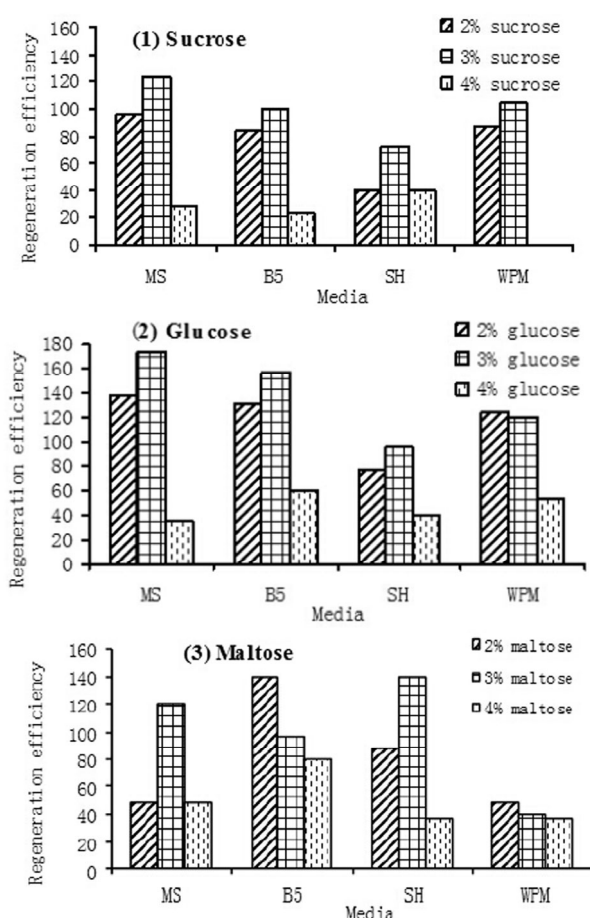 (1) Sucrose
2% sucrose
3% sucrose
4% sucrose
Regeneration efficiency
160
140
120
100
80
60
40
20
0
MS B5 SH WPM
Media
(2) Glucose
2% glucose
3% glucose
4% glucose
Regeneration efficiency
180
160
140
120
100
80
60
40
20
0
MS B5 SH WPM
Media
(3) Maltose
2% maltose
3% maltose
4% maltose
Regeneration efficiency
160
140
120
100
80
60
40
20
0
MS B5 SH WPM
Media